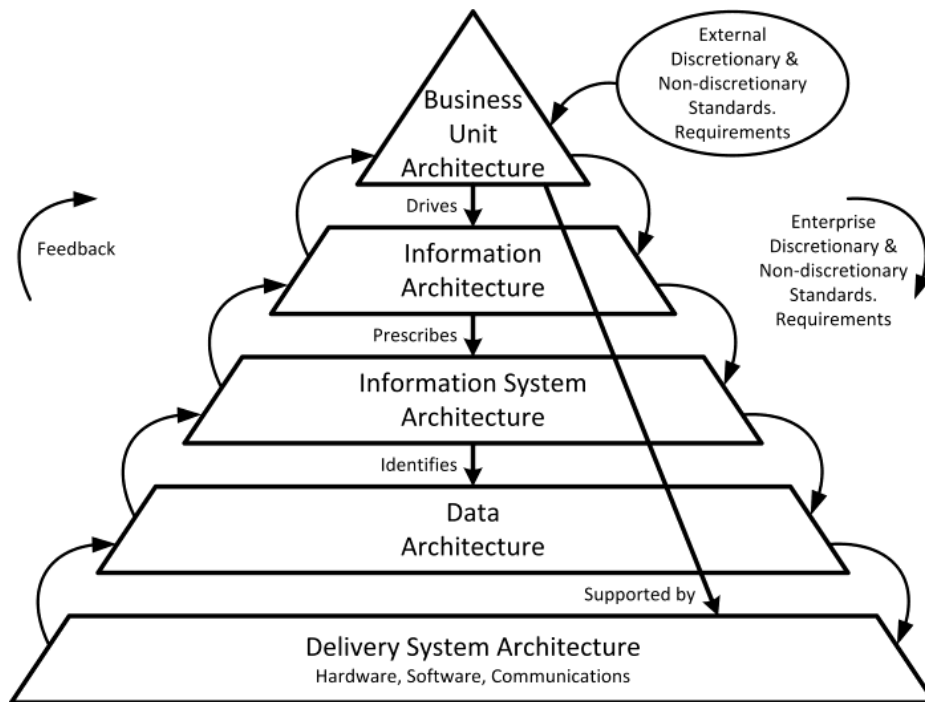 External
Discretionary &
Non-discretionary
Standards.
Requirements
Business
Unit
Architecture
Drives
Feedback
Enterprise
Discretionary &
Non-discretionary
Standards.
Requirements
Information
Architecture
Prescribes
Information System
Architecture
Identifies
Data
Architecture
Supported by
Delivery System Architecture
Hardware, Software, Communications